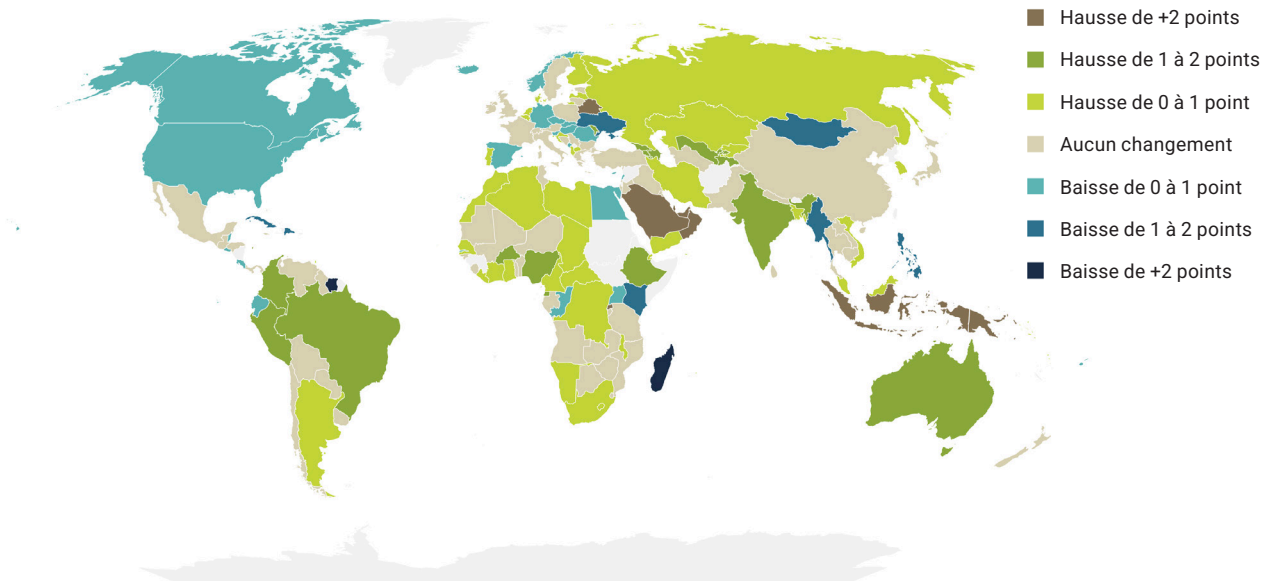 Hausse de +2 points
Hausse de 1 à 2 points
Hausse de 0 à 1 point
Aucun changement
Baisse de 0 à 1 point
Baisse de 1 à 2 points
Baisse de +2 points